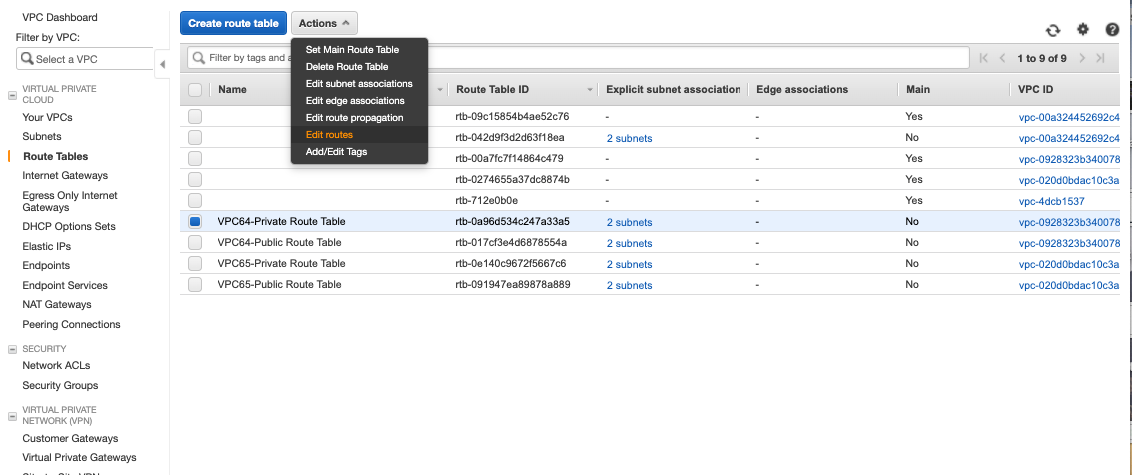 VPC Dashboard
Filter by VPC:
Select a VPC
VIRTUAL PRIVATE
CLOUD
Your VPCs
Subnets
Route Tables
Internet Gateways
Egress Only Internet
Gateways
DHCP Options Sets
Elastic IPs
Endpoints
Endpoint Services
NAT Gateways
Peering Connections
SECURITY
Network ACLs
Security Groups
VIRTUAL PRIVATE
NETWORK (VPN)
Customer Gateways
Virtual Private Gateways
Create route table Actions
Set Main Route Table
Delete Route Table
Edit subnet associations
Edit edge associations
Edit route propagation
Edit routes
Add/Edit Tags
Filter by tags and a
1 to 9 of 9
Name Route Table ID Explicit subnet association Edge associations Main VPC ID
rtb-09c15854b4ae52c76 - - Yes vpc-00a324452692c4
rtb-042d9f3d2d63f18ea 2 subnets - No vpc-00a324452692c4
rtb-00a7fc7f14864c479 - - Yes vpc-0928323b340078
rtb-0274655a37dc8874b - - Yes vpc-020d0bdac10c3a
rtb-712e0b0e - - Yes vpc-4dcb1537
VPC64-Private Route Table rtb-0a96d534c247a33a5 2 subnets - No vpc-0928323b340078
VPC64-Public Route Table rtb-017cf3e4d6878554a 2 subnets - No vpc-0928323b340078
VPC65-Private Route Table rtb-0e140c9672f5667c6 2 subnets - No vpc-020d0bdac10c3a
VPC65-Public Route Table rtb-091947ea89878a889 2 subnets - No vpc-020d0bdac10c3a